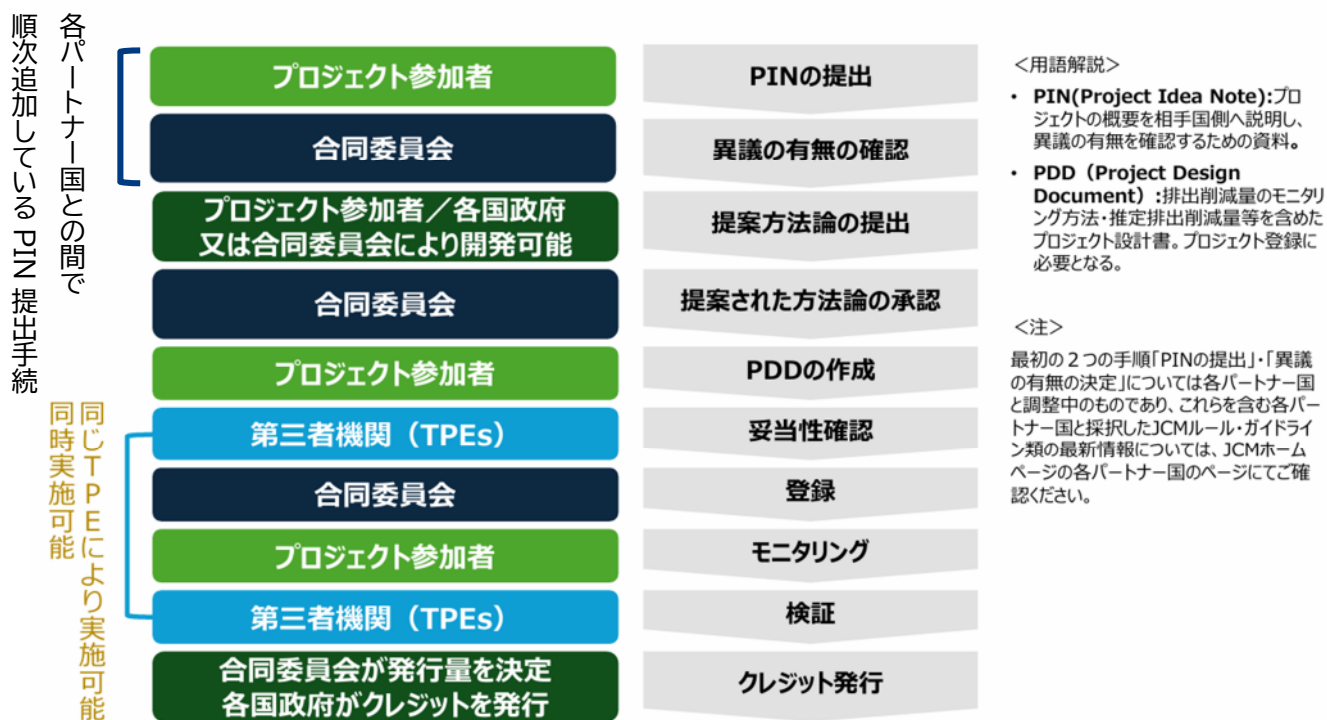 各パートナー国との間で
順次追加している PIN 提出手続
プロジェクト参加者
PINの提出
合同委員会
異議の有無の確認
プロジェクト参加者／各国政府
又は合同委員会により開発可能
提案方法論の提出
合同委員会
提案された方法論の承認
プロジェクト参加者
PDDの作成
第三者機関（TPEs）
妥当性確認
合同委員会
登録
プロジェクト参加者
モニタリング
第三者機関（TPEs）
検証
合同委員会が発行量を決定
各国政府がクレジットを発行
クレジット発行
同じTPEにより実施可能
同時実施可能
＜用語解説＞
• PIN(Project Idea Note):プロ
ジェクトの概要を相手国側へ説明し、
異議の有無を確認するための資料。
• PDD（Project Design
Document）:排出削減量のモニタリ
ング方法・推定排出削減量等を含めた
プロジェクト設計書。プロジェクト登録に
必要となる。
＜注＞
最初の２つの手順「PINの提出」・「異議
の有無の決定」については各パートナー国
と調整中のものであり、これらを含む各パー
トナー国と採択したJCMルール・ガイドライ
ン類の最新情報については、JCMホーム
ページの各パートナー国のページにてご確
認ください。